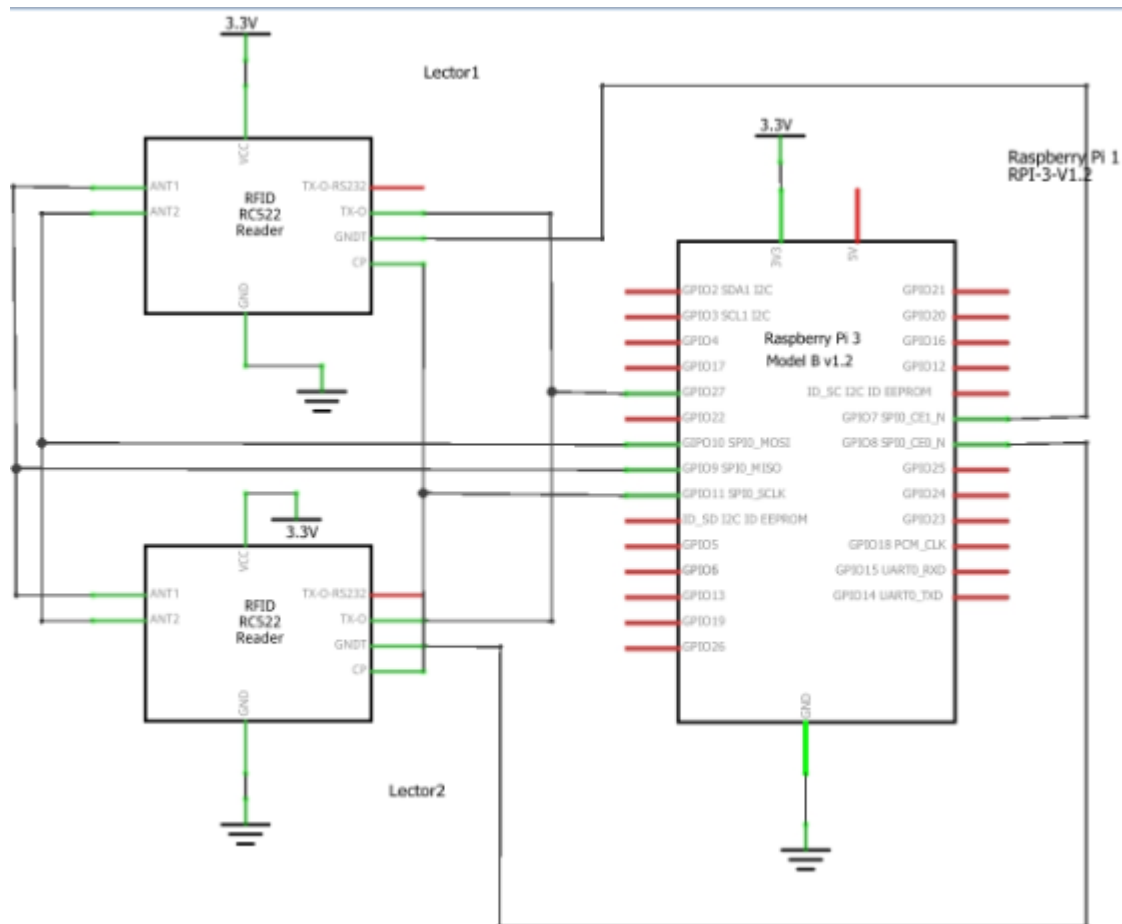 3.3V
Lector1
VCC
ANT1
ANT2
RFID
RC522
Reader
TX-O-RS232
TX-O
GNDT
CP
GND
3.3V
Raspberry Pi 1
RPI-3-V1.2
3V3
5V
GPIO2 SDA1 I2C
GPIO3 SCL1 I2C
GPIO4
GPIO17
GPIO27
GPIO22
GIPO10 SPI0_MOSI
GPIO9 SPI0_MISO
GPIO11 SPI0_SCLK
ID_SD I2C ID EEPROM
GPIO5
GPIO6
GPIO13
GPIO19
GPIO26
Raspberry Pi 3
Model B v1.2
GPIO21
GPIO20
GPIO16
GPIO12
ID_SC I2C ID EEPROM
GPIO7 SPI0_CE1_N
GPIO8 SPI0_CE0_N
GPIO25
GPIO24
GPIO23
GPIO18 PCM_CLK
GPIO15 UART0_RXD
GPIO14 UART0_TXD
GND
3.3V
VCC
ANT1
ANT2
RFID
RC522
Reader
TX-O-RS232
TX-O
GNDT
CP
GND
Lector2